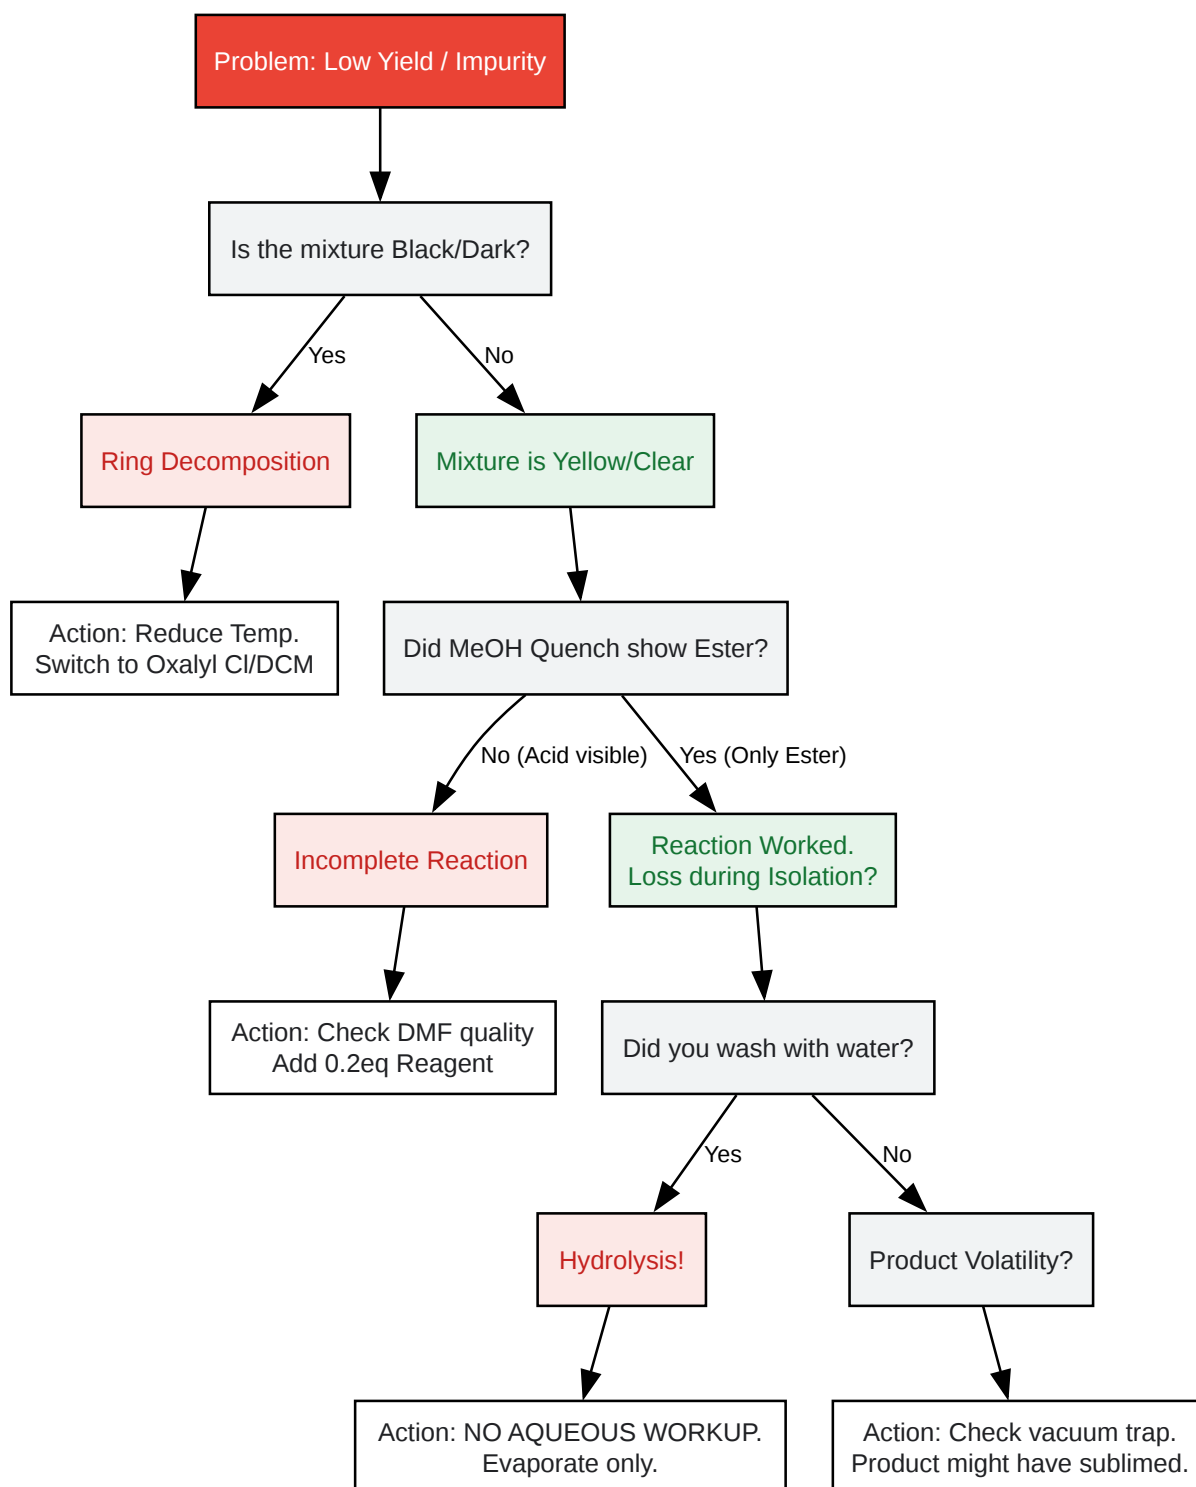 Problem: Low Yield / Impurity
Is the mixture Black/Dark?
Yes
No
Ring Decomposition
Mixture is Yellow/Clear
Action: Reduce Temp.
Switch to Oxalyl Cl/DCM
Did MeOH Quench show Ester?
No (Acid visible)
Yes (Only Ester)
Incomplete Reaction
Reaction Worked.
Loss during Isolation?
Action: Check DMF quality
Add 0.2eq Reagent
Did you wash with water?
Yes
No
Hydrolysis!
Product Volatility?
Action: NO AQUEOUS WORKUP.
Evaporate only.
Action: Check vacuum trap.
Product might have sublimed.